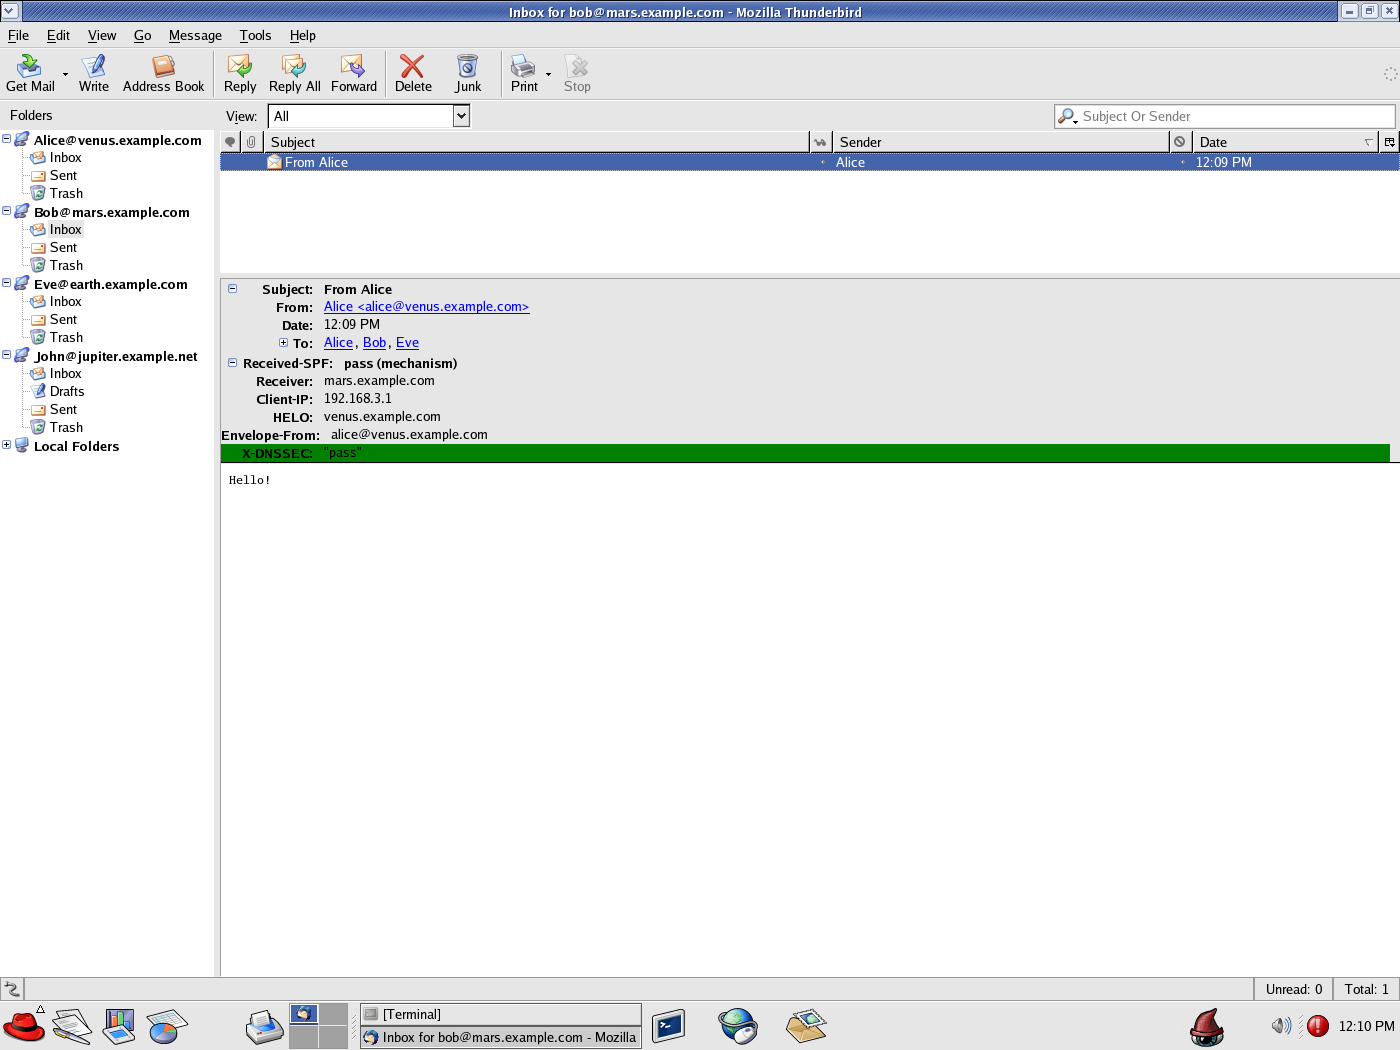 Inbox for bob@mars.example.com - Mozilla Thunderbird
File Edit View Go Message Tools Help
Get Mail Write Address Book Reply Reply All Forward Delete Junk Print Stop
Folders
View: All Subject Or Sender
Subject Sender Date
From Alice Alice 12:09 PM
Alice@venus.example.com
Inbox
Sent
Trash
Bob@mars.example.com
Inbox
Sent
Trash
Eve@earth.example.com
Inbox
Sent
Trash
John@jupiter.example.net
Inbox
Drafts
Sent
Trash
Local Folders
Subject: From Alice
From: Alice <alice@venus.example.com>
Date: 12:09 PM
To: Alice, Bob, Eve
Received-SPF: pass (mechanism)
Receiver: mars.example.com
Client-IP: 192.168.3.1
HELO: venus.example.com
Envelope-From: alice@venus.example.com
X-DNSSEC: "pass"
Hello!
Unread: 0 Total: 1
[Terminal]
Inbox for bob@mars.example.com - Mozilla
12:10 PM